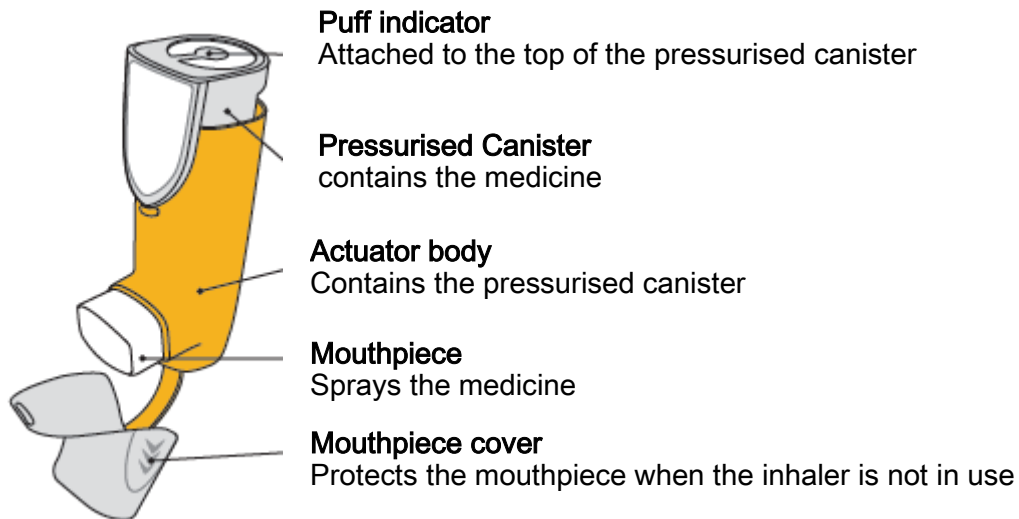 Puff indicator
Attached to the top of the pressurised canister
Pressurised Canister
contains the medicine
Actuator body
Contains the pressurised canister
Mouthpiece
Sprays the medicine
Mouthpiece cover
Protects the mouthpiece when the inhaler is not in use